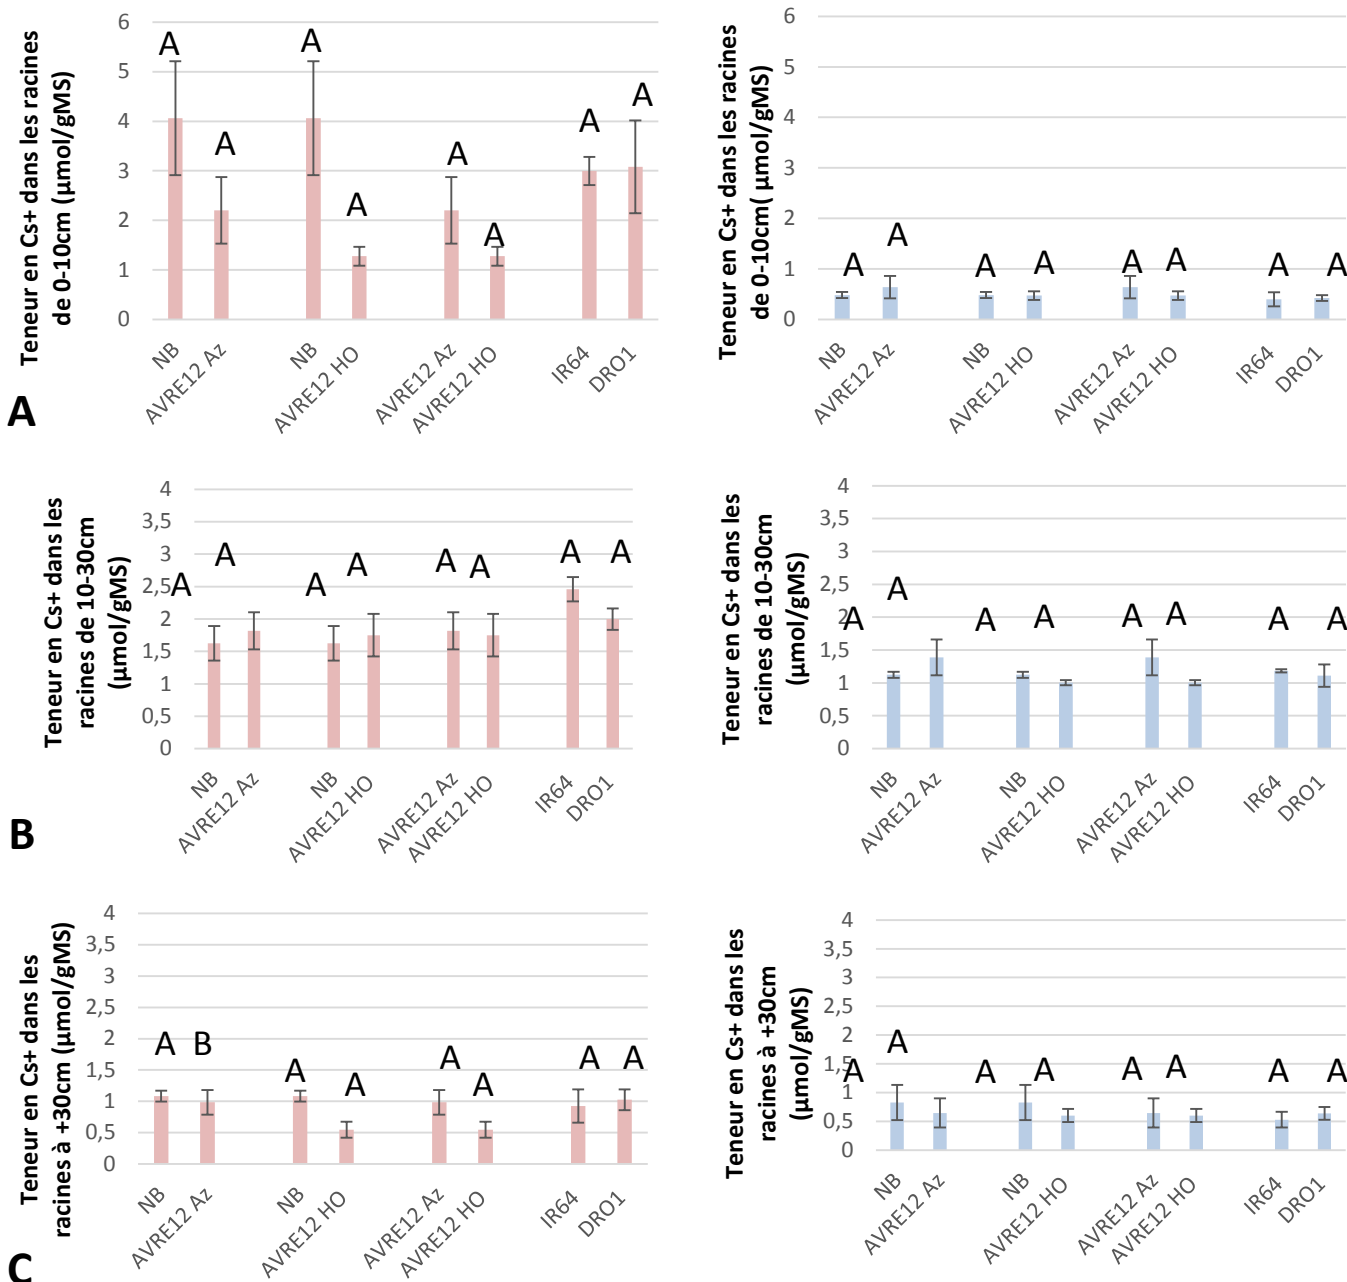 Teneur en Cs+ dans les racines
de 0-10cm (µmol/gMS)
6
5
4
3
2
1
0
A
A
A
A
A
A
A
A
NB
AVRE12 Az
NB
AVRE12 HO
AVRE12 Az
AVRE12 HO
IR64
DRO1
A
Teneur en Cs+ dans les racines
de 0-10cm( µmol/gMS)
6
5
4
3
2
1
0
A
A
A
A
A
A
A
A
NB
AVRE12 Az
NB
AVRE12 HO
AVRE12 Az
AVRE12 HO
IR64
DRO1
Teneur en Cs+ dans les
racines de 10-30cm
(µmol/gMS)
4
3,5
3
2,5
2
1,5
1
0,5
0
A
A
A
A
A
A
A
A
NB
AVRE12 Az
NB
AVRE12 HO
AVRE12 Az
AVRE12 HO
IR64
DRO1
B
Teneur en Cs+ dans les
racines de 10-30cm
(µmol/gMS)
4
3,5
3
2,5
2
1,5
1
0,5
0
A
A
A
A
A
A
A
A
NB
AVRE12 Az
NB
AVRE12 HO
AVRE12 Az
AVRE12 HO
IR64
DRO1
Teneur en Cs+ dans les
racines à +30cm (µmol/gMS)
4
3,5
3
2,5
2
1,5
1
0,5
0
A
B
A
A
A
A
A
A
NB
AVRE12 Az
NB
AVRE12 HO
AVRE12 Az
AVRE12 HO
IR64
DRO1
C
Teneur en Cs+ dans les
racines à +30cm
(µmol/gMS)
4
3,5
3
2,5
2
1,5
1
0,5
0
A
A
A
A
A
A
A
A
NB
AVRE12 Az
NB
AVRE12 HO
AVRE12 Az
AVRE12 HO
IR64
DRO1